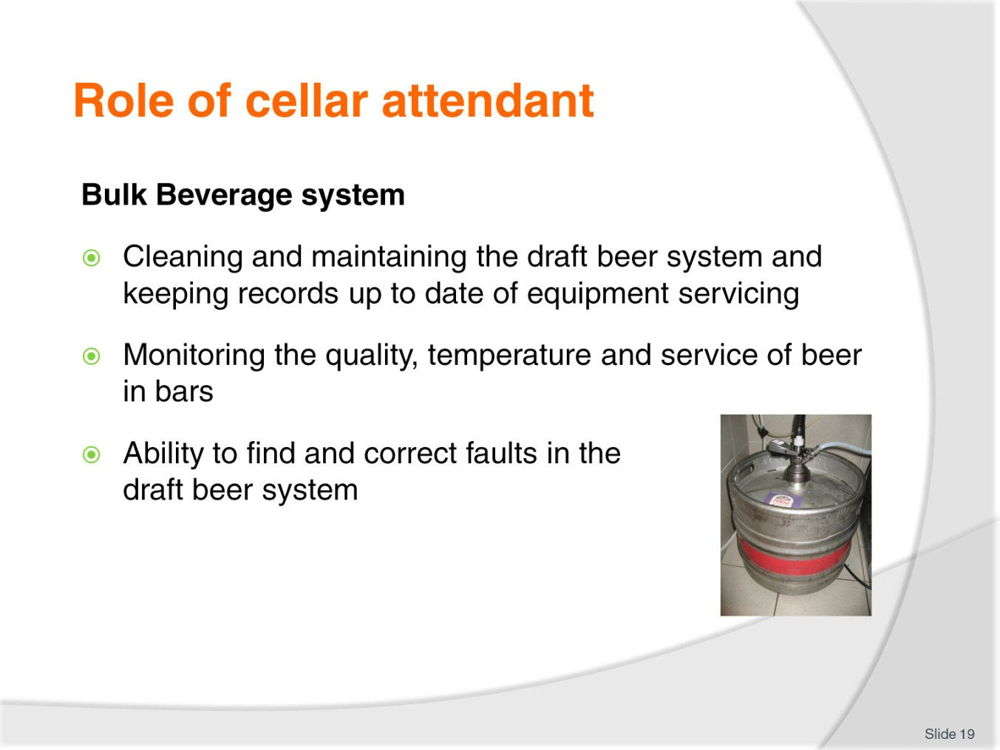 Role of cellar attendant
Bulk Beverage system
Cleaning and maintaining the draft beer system and
keeping records up to date of equipment servicing
Monitoring the quality, temperature and service of beer
in bars
Ability to find and correct faults in the
draft beer system
Slide 19